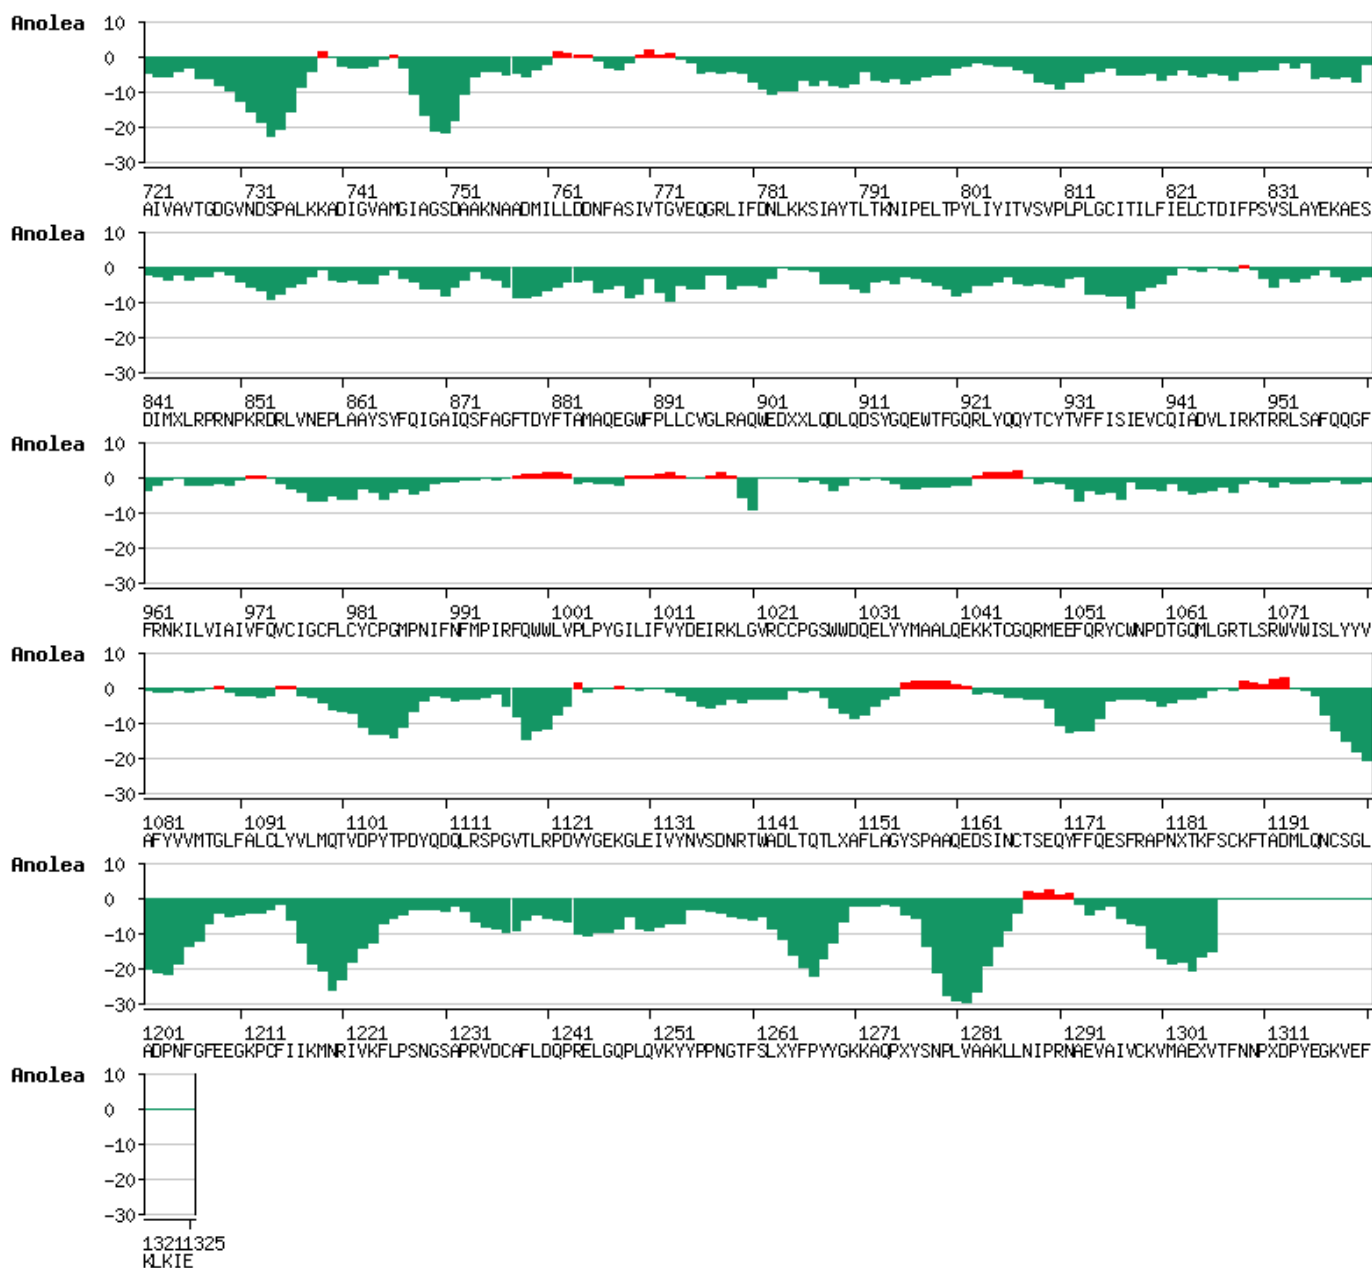 Anolea 10
0
-10
-20
-30
721 731 741 751 761 771 781 791 801 811 821 831
AIVAVTGDGVNDSPALKKADIGVAMGIAGSDAAKNAADMILLDDNFASIVTGVEQGRLIFDNLKKSIAYTLTKNIPELTPYLIYITVSVPLPLGCITILFIELCTDIFPSVSLAYEKAES
Anolea 10
0
-10
-20
-30
841 851 861 871 881 891 901 911 921 931 941 951
DIMXLRPRNPKRDRLVNEPLAAYSYFQIGAIQSFAGFTDYFTAMAQEGWFPLLCVGLRAQWEDXXLQDLQDSYGQEWTFGQRLYQQYTCYTVFFISIEVCQIADVLIRKTRRLSAFQQGF
Anolea 10
0
-10
-20
-30
961 971 981 991 1001 1011 1021 1031 1041 1051 1061 1071
FRNKILVIAIVFQVCIGCFLCYCPGMPNIFNFMPIRFQWWLVPLPYGILIFVYDEIRKLGVRCCPGSWWDQELYYMAALQEKKTCGQRMEEFQRYCWNPDTGQMLGRTLSRWVWISLYYV
Anolea 10
0
-10
-20
-30
1081 1091 1101 1111 1121 1131 1141 1151 1161 1171 1181 1191
AFYVVMTGLFALCLYVLMQTVDPYTPDYQDQLRSPGVTLRPDVYGEKGLEIVYNVSDNRTWADLTQTLXAFLAGYSPAAQEDSINCTSEQYFFQESFRAPNXTKFSCKFTADMLQNCSGL
Anolea 10
0
-10
-20
-30
1201 1211 1221 1231 1241 1251 1261 1271 1281 1291 1301 1311
ADPNFGFEEGKPCFIIKMNRIVKFLPSNGSAPRVDCAFLDQPRELGQPLQVKYYPPNGTFSLXYFPYYGKKAQPXYSNPLVAAKLLNIPRNAEVAIVCKVMAEXVTFNNPXDPYEGKVEF
Anolea 10
0
-10
-20
-30
1321 1325
KLKIE